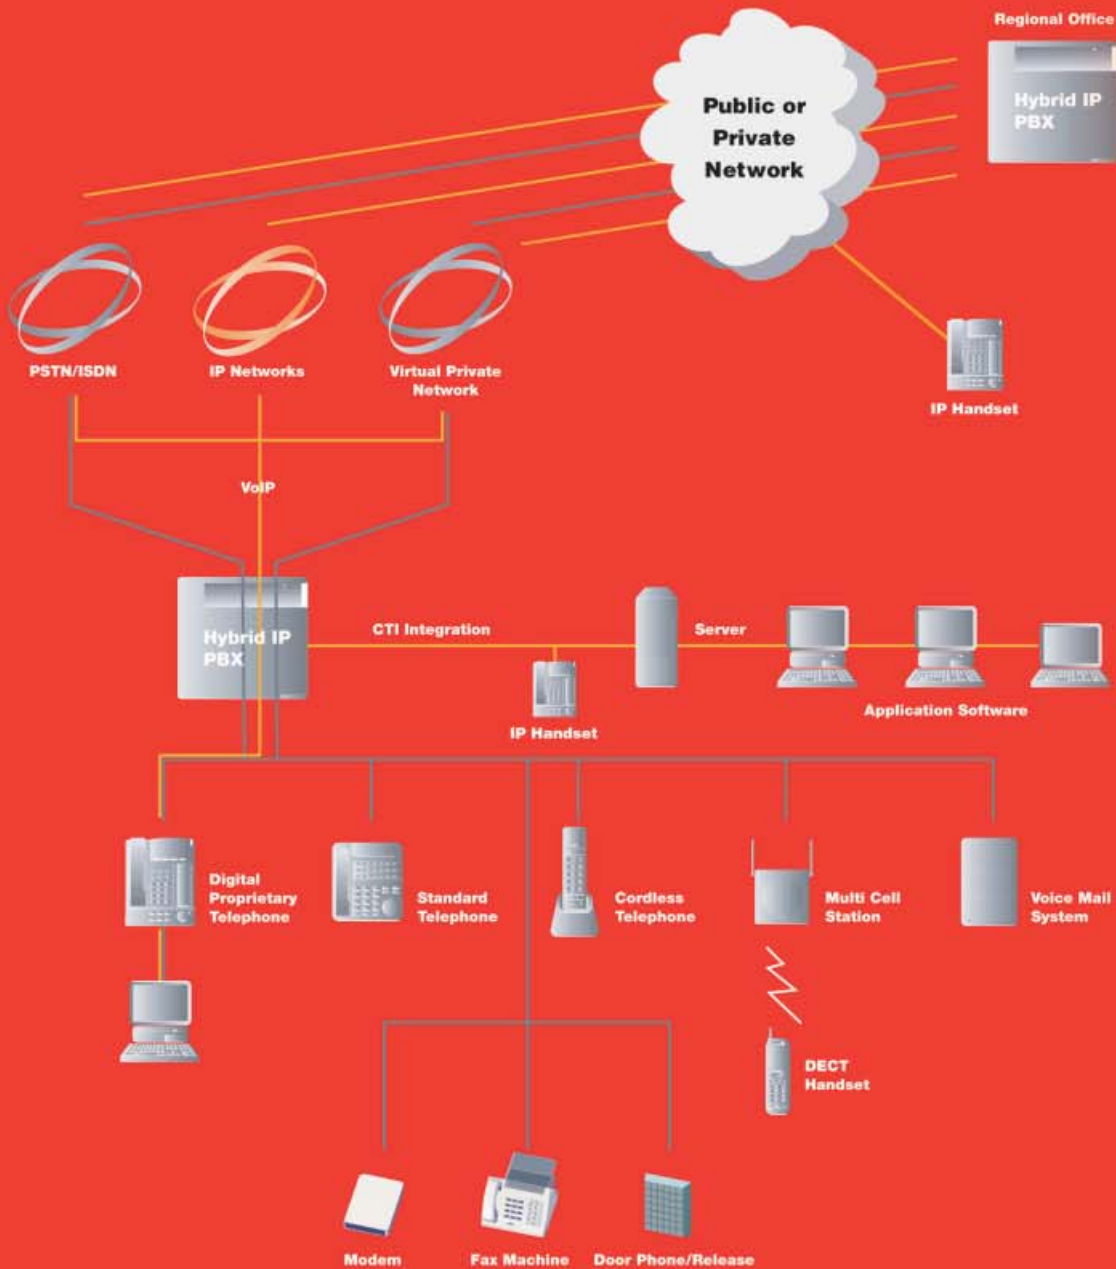 Regional Office
Hybrid IP
PBX
Public or
Private
Network
PSTN/ISDN
IP Networks
Virtual Private
Network
IP Handset
VoIP
Hybrid IP
PBX
CTI Integration
Server
IP Handset
Application Software
Digital
Proprietary
Telephone
Standard
Telephone
Cordless
Telephone
Multi Cell
Station
Voice Mail
System
DECT
Handset
Modem
Fax Machine
Door Phone/Release